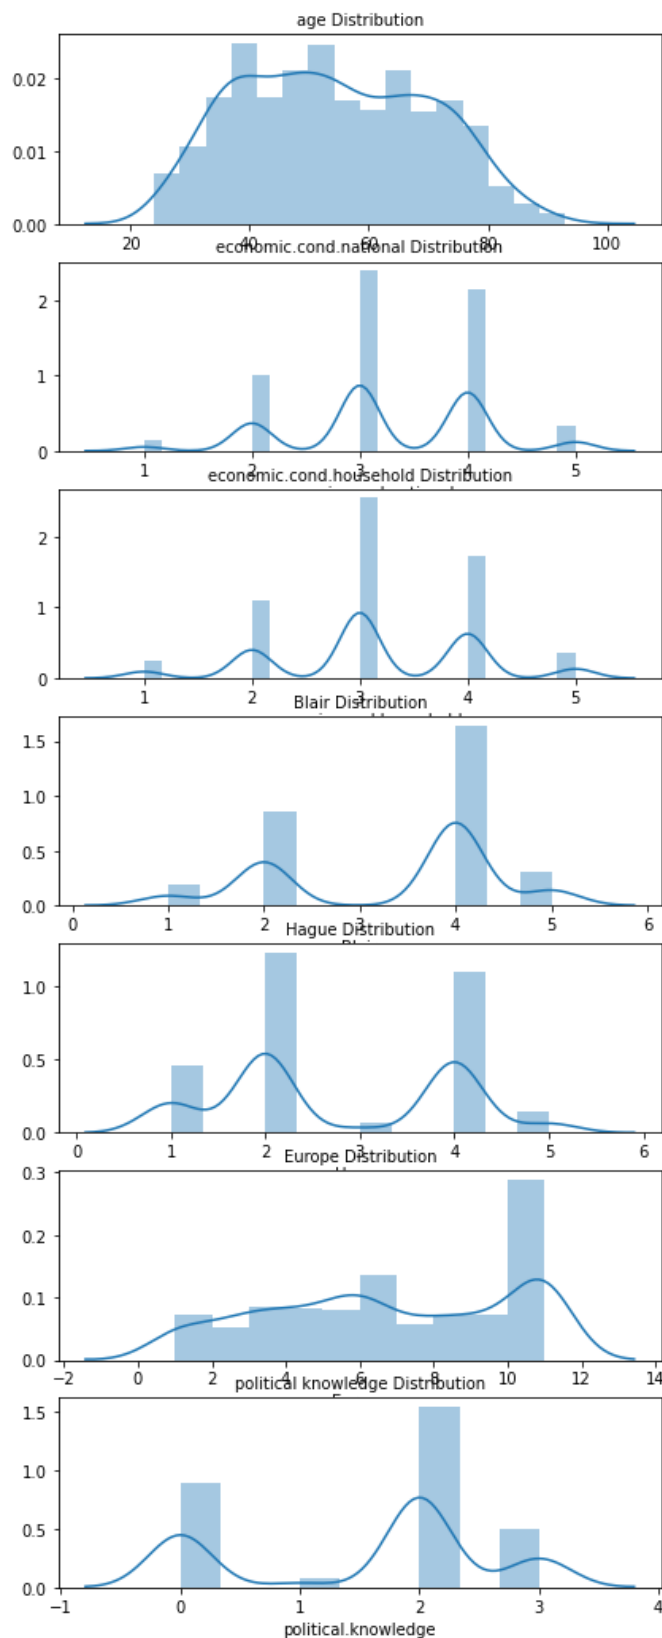 age Distribution
0.02
0.01
0.00
20 40 60 80 100
economic.cond.national Distribution
2
1
0
1 2 3 4 5
economic.cond.household Distribution
2
1
0
1 2 3 4 5
Blair Distribution
1.5
1.0
0.5
0.0
0 1 2 3 4 5 6
Hague Distribution
1.0
0.5
0.0
0 1 2 3 4 5 6
Europe Distribution
0.3
0.2
0.1
0.0
−2 0 2 4 6 8 10 12 14
political knowledge Distribution
1.5
1.0
0.5
0.0
−1 0 1 2 3 4
political.knowledge